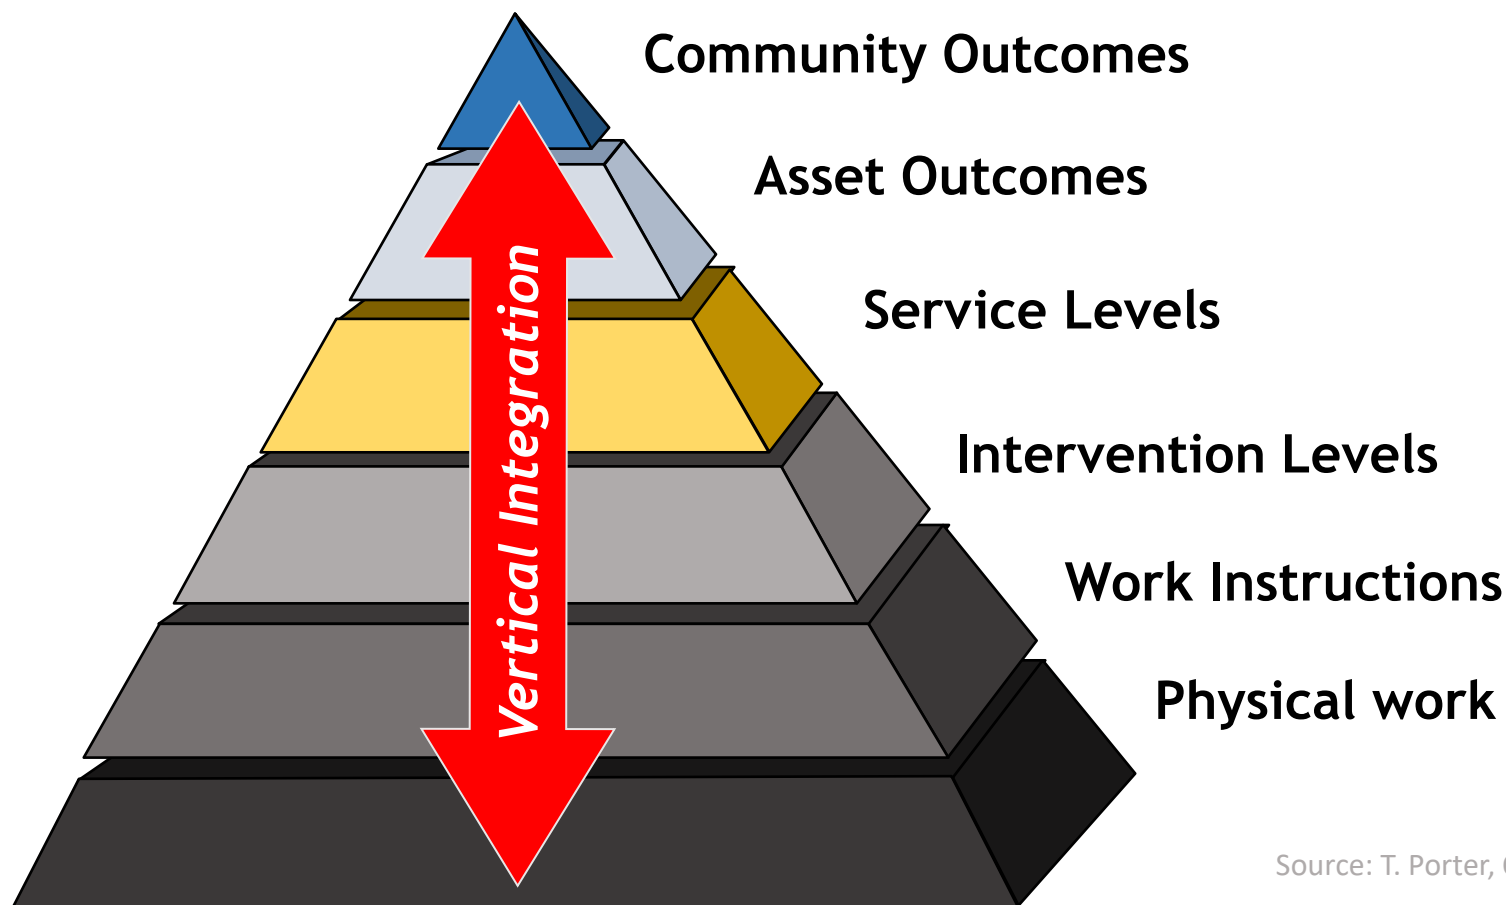 Community Outcomes
Asset Outcomes
Service Levels
Intervention Levels
Work Instructions
Physical work
Vertical Integration
Source: T. Porter,